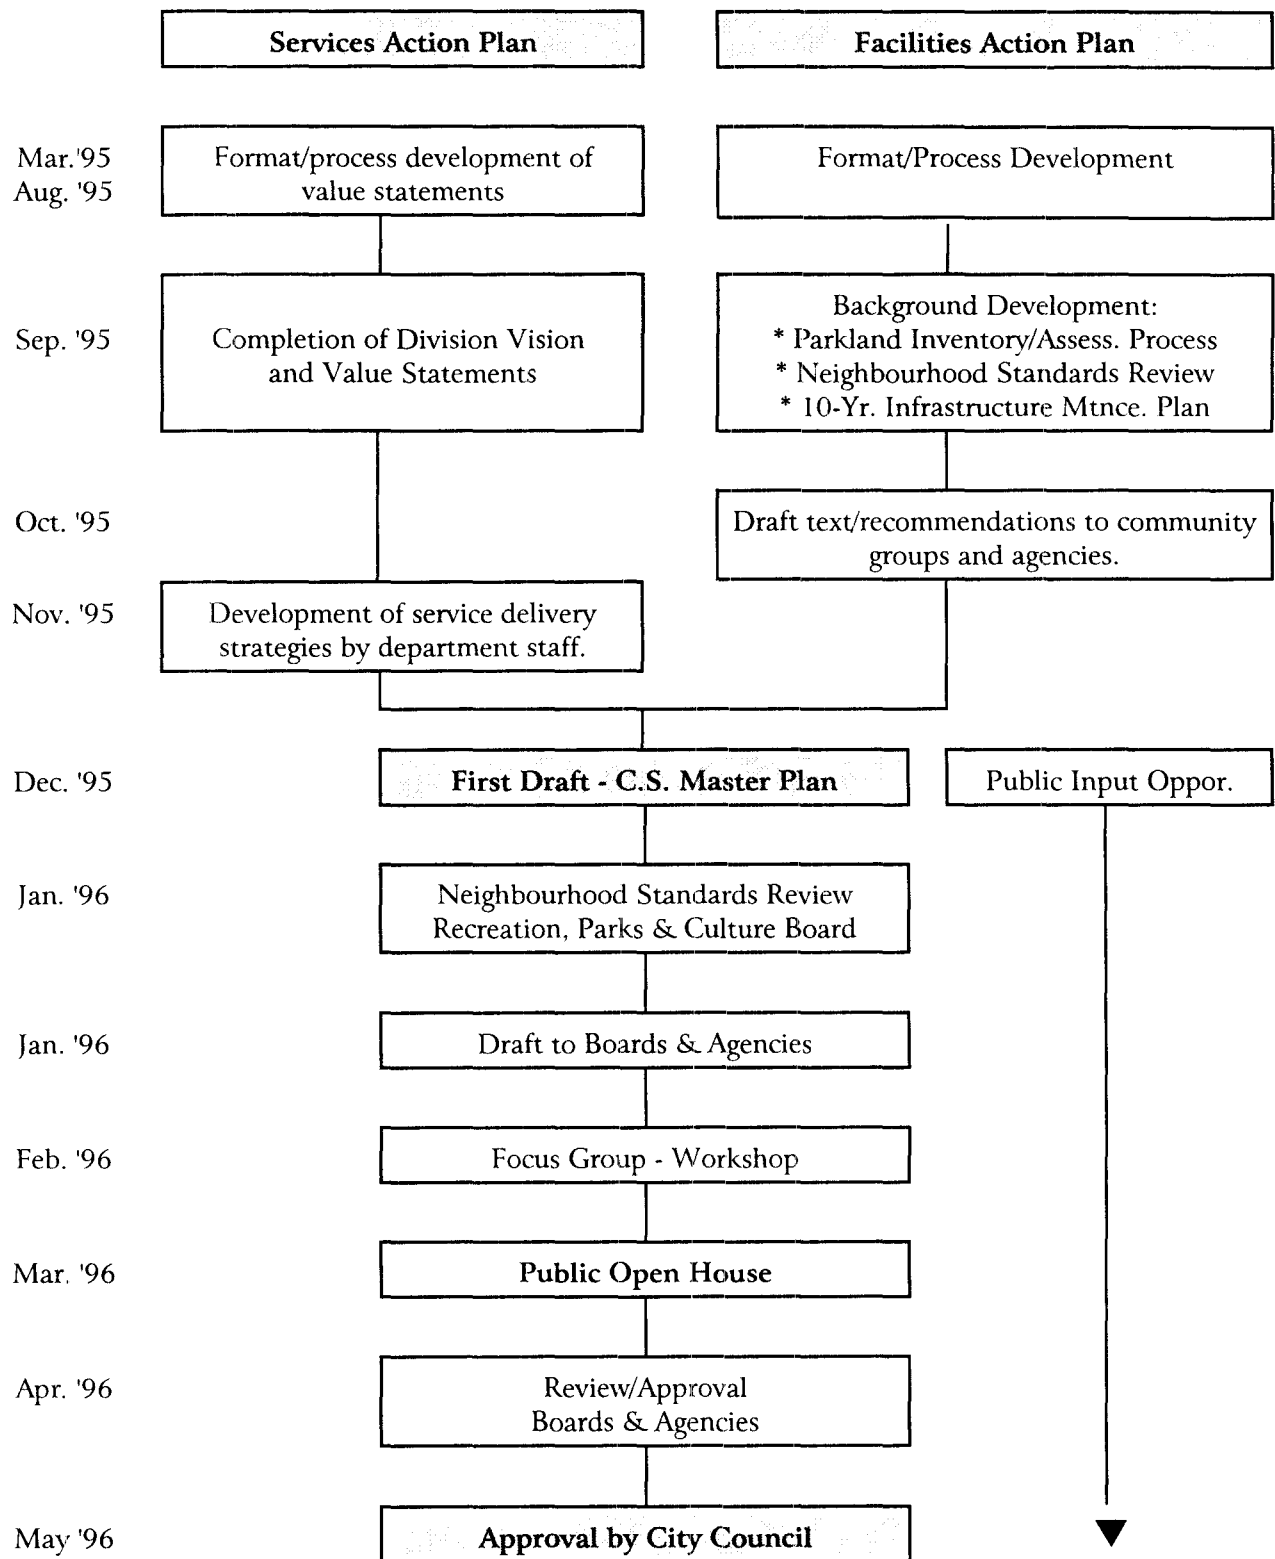 Services Action Plan
Facilities Action Plan
Mar.'95
Aug. '95
Format/process development of
value statements
Format/Process Development
Sep. '95
Completion of Division Vision
and Value Statements
Background Development:
* Parkland Inventory/Assess. Process
* Neighbourhood Standards Review
* 10-Yr. Infrastructure Mtnce. Plan
Oct. '95
Draft text/recommendations to community
groups and agencies.
Nov. '95
Development of service delivery
strategies by department staff.
Dec. '95
First Draft - C.S. Master Plan
Public Input Oppor.
Jan. '96
Neighbourhood Standards Review
Recreation, Parks & Culture Board
Jan. '96
Draft to Boards & Agencies
Feb. '96
Focus Group - Workshop
Mar. '96
Public Open House
Apr. '96
Review/Approval
Boards & Agencies
May '96
Approval by City Council